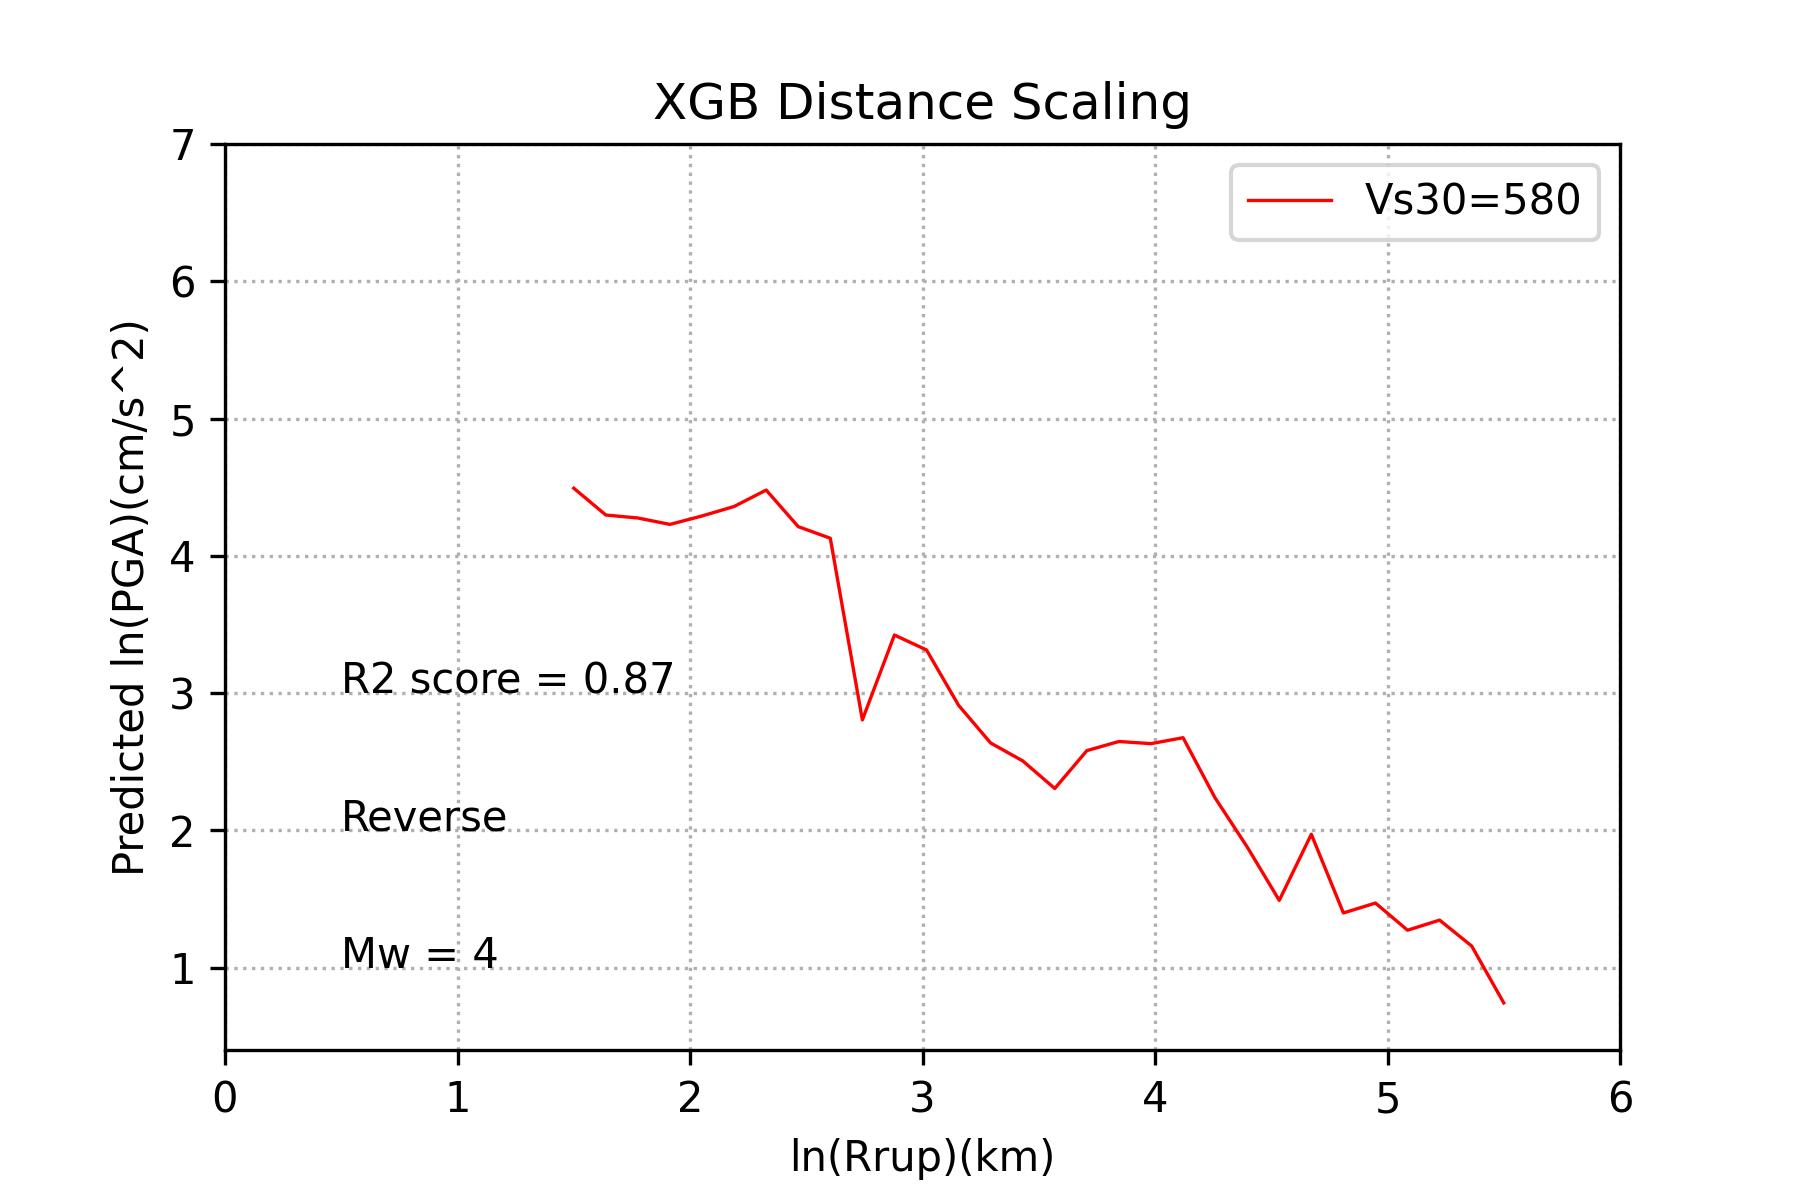 XGB Distance Scaling
7
6
5
4
3
2
1
Predicted ln(PGA)(cm/s^2)
Vs30=580
R2 score = 0.87
Reverse
Mw = 4
0 1 2 3 4 5 6
ln(Rrup)(km)